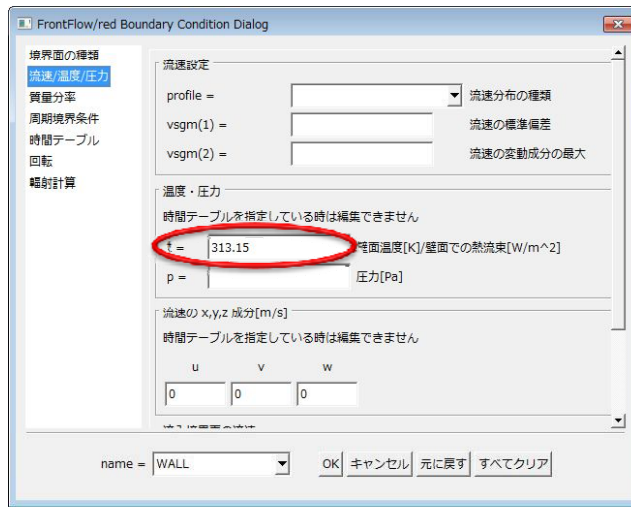 FrontFlow/red Boundary Condition Dialog
境界面の種類
流速/温度/圧力
質量分率
周期境界条件
時間テーブル
回転
輻射計算
流速設定
profile = 流速分布の種類
vsgm(1) = 流速の標準偏差
vsgm(2) = 流速の変動成分の最大
温度・圧力
時間テーブルを指定している時は編集できません
t = 313.15 壁面温度[K]/壁面での熱流束[W/m^2]
p = 圧力[Pa]
流速の x,y,z 成分[m/s]
時間テーブルを指定している時は編集できません
u v w
0 0 0
name = WALL OK キャンセル 元に戻す すべてクリア